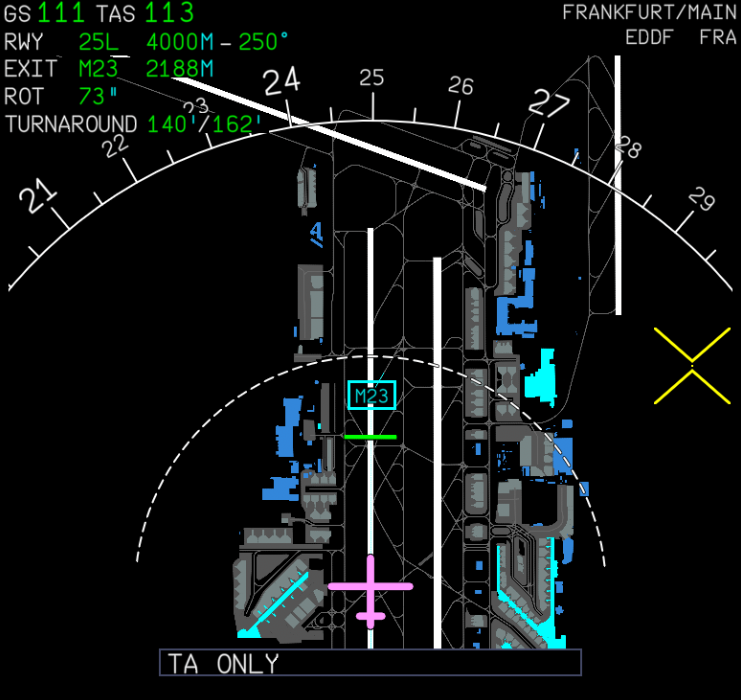 GS 111 TAS 113
FRANKFURT/MAIN
RWY 25L 4000M-250°
EDDF FRA
EXIT M23 2188M
ROT 73"
TURNAROUND 140'/162'
21
22
23
24
25
26
27
28
29
M23
TA ONLY